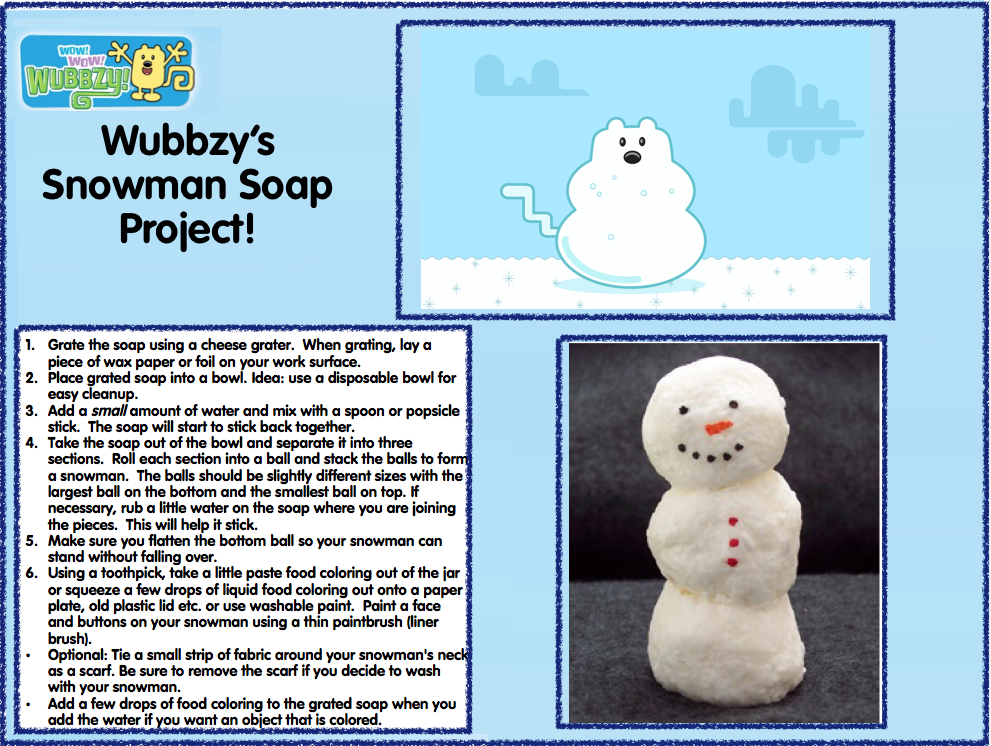 WOW!
WOW!
WUBBZY!
Wubbzy's
Snowman Soap
Project!
1. Grate the soap using a cheese grater. When grating, lay a
piece of wax paper or foil on your work surface.
2. Place grated soap into a bowl. Idea: use a disposable bowl for
easy cleanup.
3. Add a small amount of water and mix with a spoon or popsicle
stick. The soap will start to stick back together.
4. Take the soap out of the bowl and separate it into three
sections. Roll each section into a ball and stack the balls to form
a snowman. The balls should be slightly different sizes with the
largest ball on the bottom and the smallest ball on top. If
necessary, rub a little water on the soap where you are joining
the pieces. This will help it stick.
5. Make sure you flatten the bottom ball so your snowman can
stand without falling over.
6. Using a toothpick, take a little paste food coloring out of the jar
or squeeze a few drops of liquid food coloring out onto a paper
plate, old plastic lid etc. or use washable paint. Paint a face
and buttons on your snowman using a thin paintbrush (liner
brush).
• Optional: Tie a small strip of fabric around your snowman's neck
as a scarf. Be sure to remove the scarf if you decide to wash
with your snowman.
• Add a few drops of food coloring to the grated soap when you
add the water if you want an object that is colored.